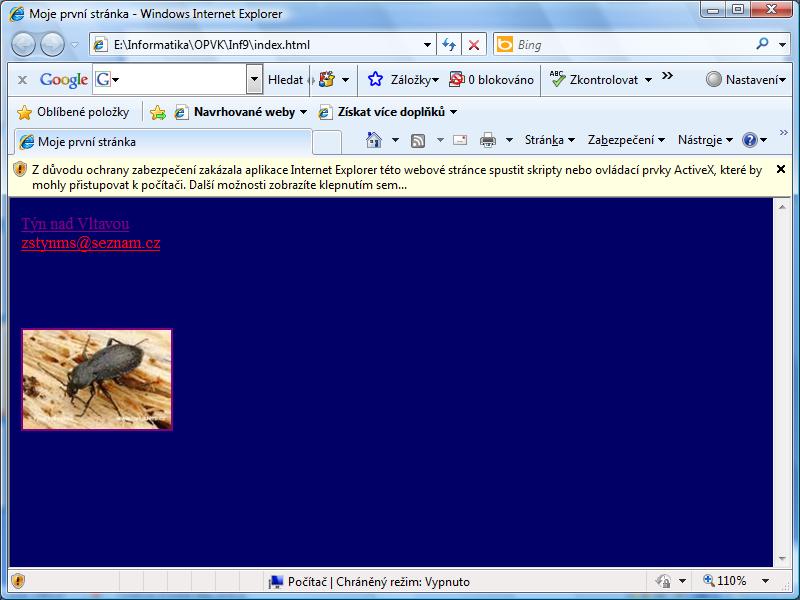 Moje první stránka - Windows Internet Explorer
E:\Informatika\OPVK\Inf9\index.html
Bing
x Google G Hledat Záložky 0 blokováno ABC Zkontrolovat Nastavení
Oblíbené položky Navrhované weby Získat více doplňků
Moje první stránka Stránka Zabezpečení Nástroje
Z důvodu ochrany zabezpečení zakázala aplikace Internet Explorer této webové stránce spustit skripty nebo ovládací prvky ActiveX, které by
mohly přistupovat k počítači. Další možnosti zobrazíte klepnutím sem...
Týn nad Vltavou
zstynms@seznam.cz
Počítač | Chráněný režim: Vypnuto 110%